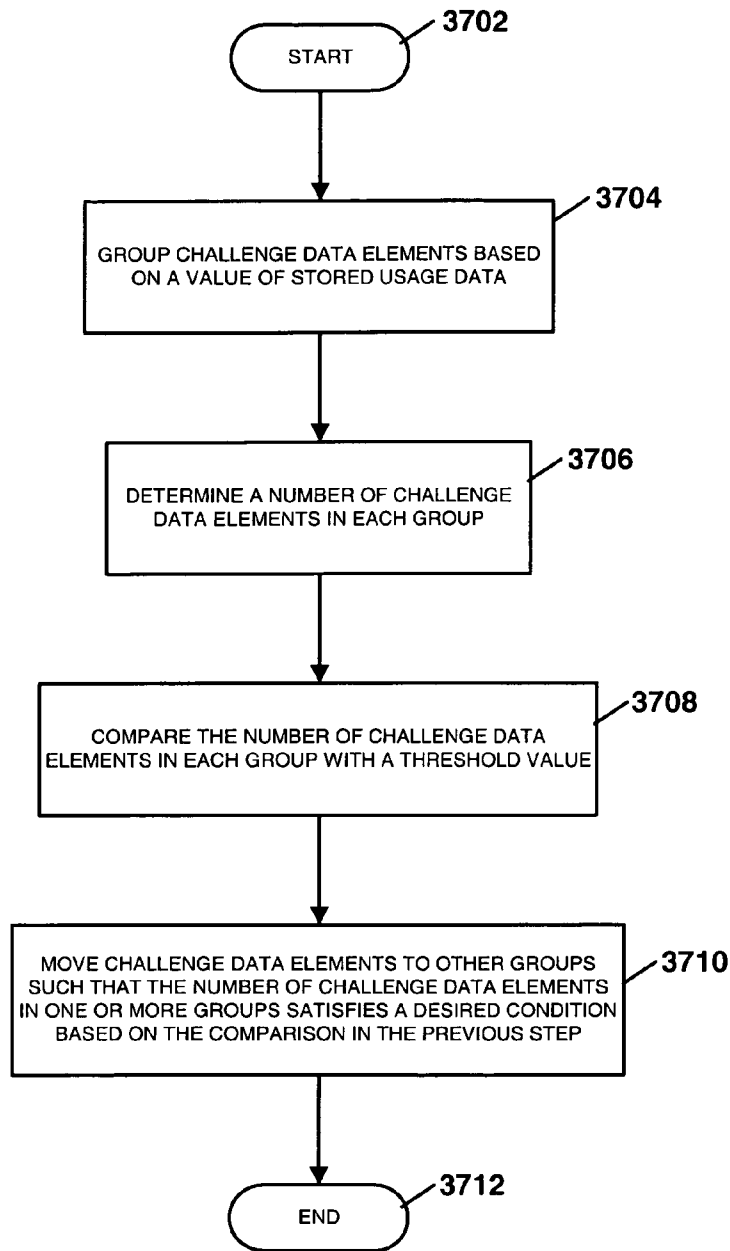 3702
START
3704
GROUP CHALLENGE DATA ELEMENTS BASED
ON A VALUE OF STORED USAGE DATA
3706
DETERMINE A NUMBER OF CHALLENGE
DATA ELEMENTS IN EACH GROUP
3708
COMPARE THE NUMBER OF CHALLENGE DATA
ELEMENTS IN EACH GROUP WITH A THRESHOLD VALUE
3710
MOVE CHALLENGE DATA ELEMENTS TO OTHER GROUPS
SUCH THAT THE NUMBER OF CHALLENGE DATA ELEMENTS
IN ONE OR MORE GROUPS SATISFIES A DESIRED CONDITION
BASED ON THE COMPARISON IN THE PREVIOUS STEP
3712
END